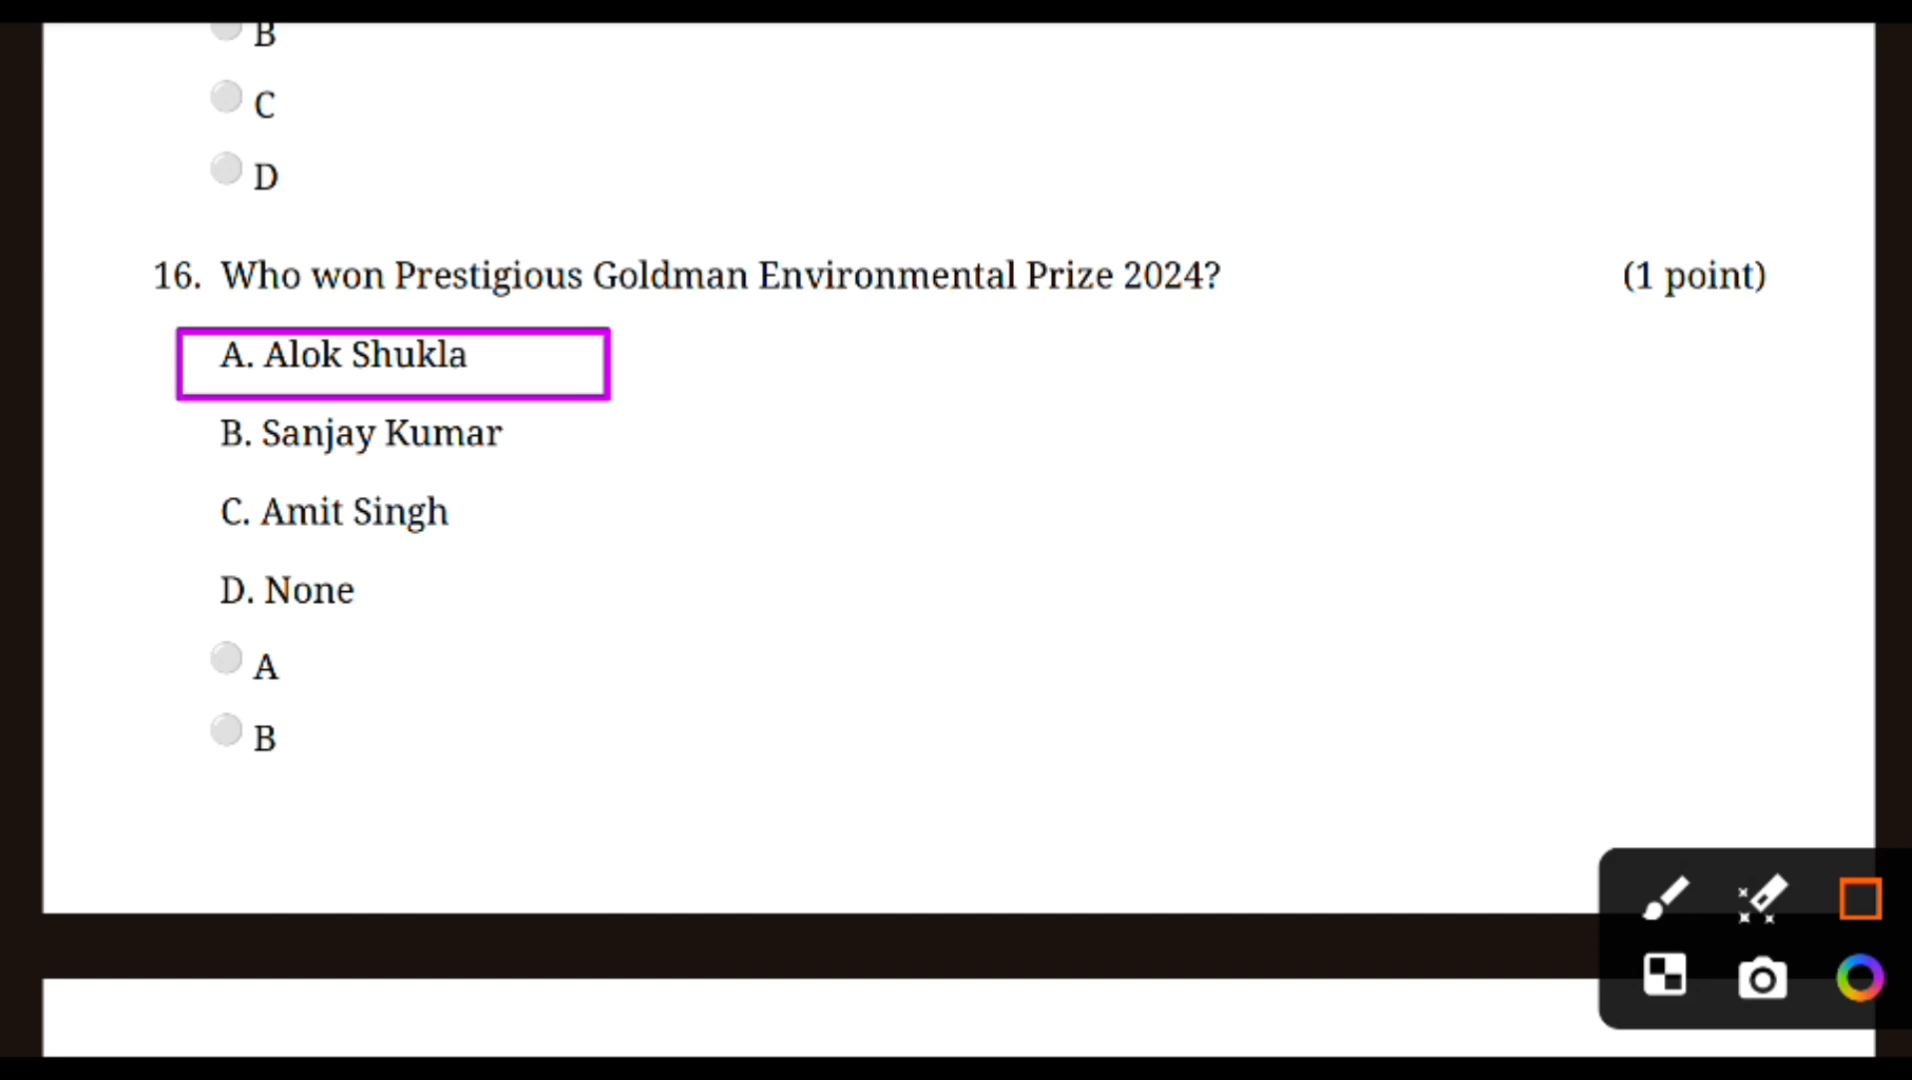 B
C
D
16. Who won Prestigious Goldman Environmental Prize 2024? (1 point)
A. Alok Shukla
B. Sanjay Kumar
C. Amit Singh
D. None
A
B